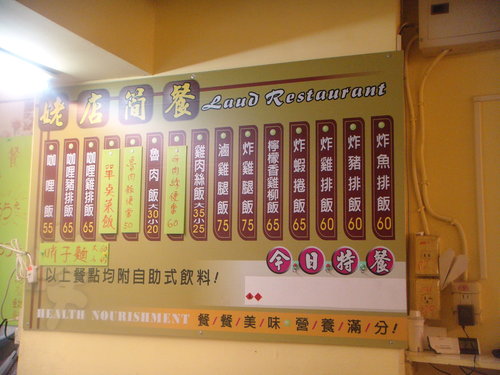 姥店簡餐 Laud Restaurant
咖哩飯 55
咖哩豬排飯 65
咖哩雞排飯 65
單點菜飯
魯肉飯 大30 小20
雞肉絲飯 大35 小25
滷雞腿飯 75
炸雞腿飯 75
檸檬香雞柳飯 65
炸蝦捲飯 65
炸雞排飯 60
炸豬排飯 60
炸魚排飯 60
今日特餐
以上餐點均附自助式飲料!
HEALTH NOURISHMENT 餐/餐/美/味 營/養/滿/分/!